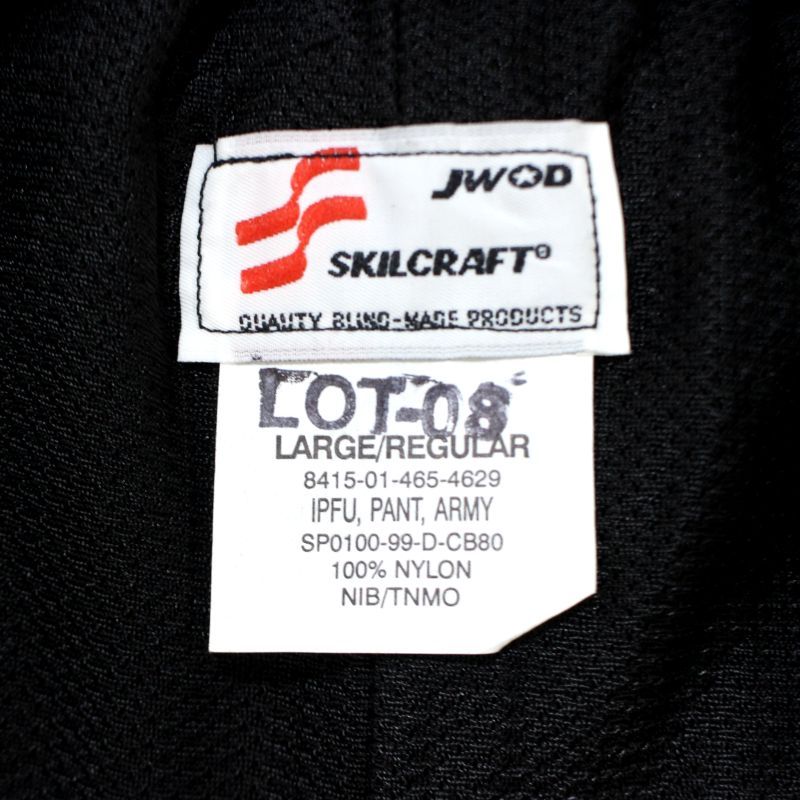 JWOD
SKILCRAFT®
QUALITY BLIND-MADE PRODUCTS
LOT-08
LARGE/REGULAR
8415-01-465-4629
IPFU, PANT, ARMY
SP0100-99-D-CB80
100% NYLON
NIB/TNMO